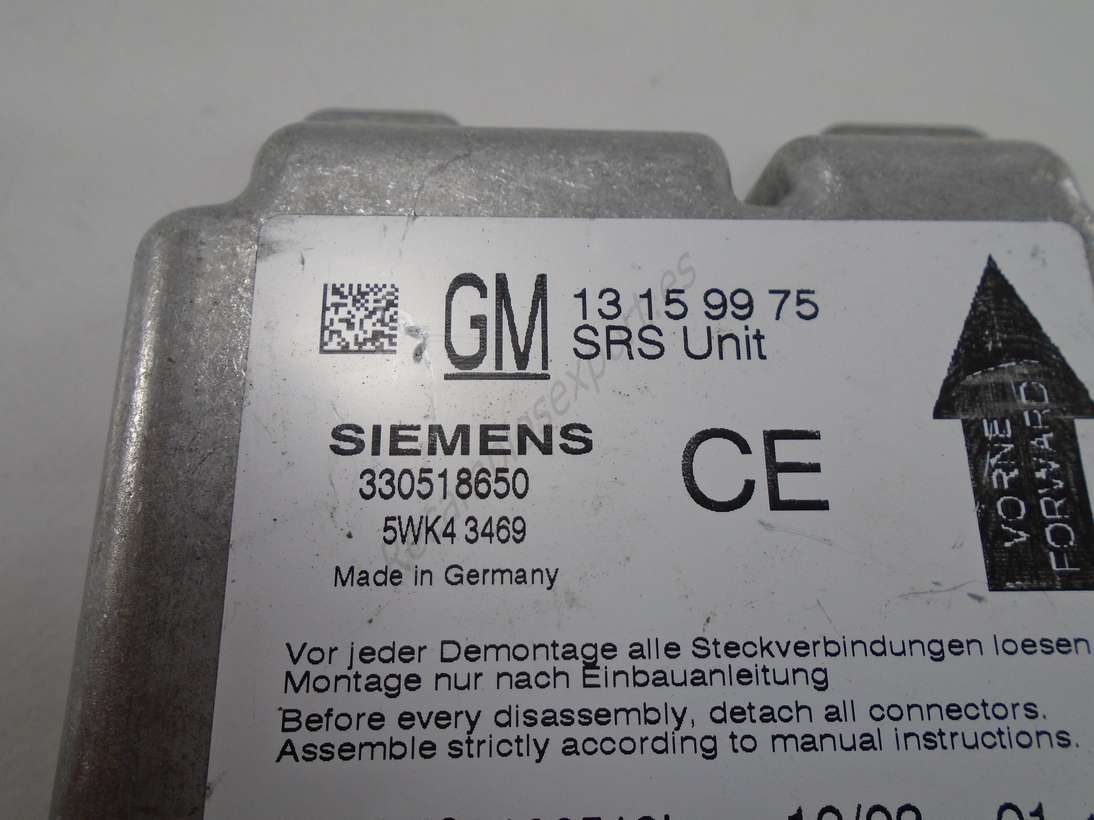 GM 13 15 99 75
SRS Unit
SIEMENS
330518650
5WK4 3469
Made in Germany
CE
VORNE
FORWARD
Vor jeder Demontage alle Steckverbindungen loesen
Montage nur nach Einbauanleitung
Before every disassembly, detach all connectors.
Assemble strictly according to manual instructions.